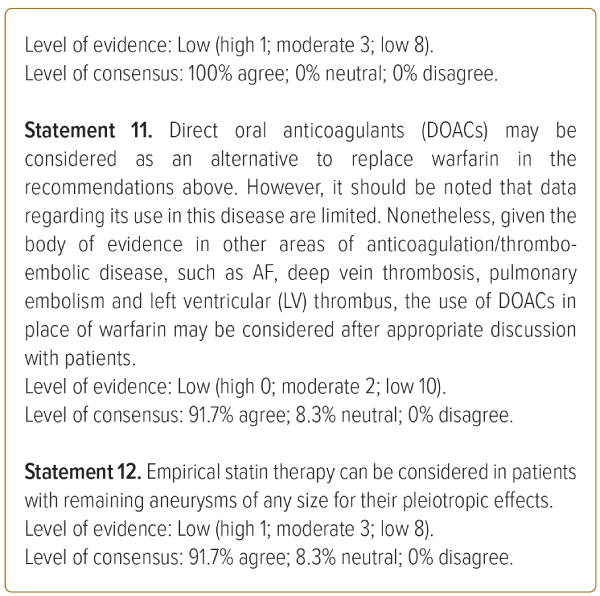 Level of evidence: Low (high 1; moderate 3; low 8).
Level of consensus: 100% agree; 0% neutral; 0% disagree.
Statement 11. Direct oral anticoagulants (DOACs) may be
considered as an alternative to replace warfarin in the
recommendations above. However, it should be noted that data
regarding its use in this disease are limited. Nonetheless, given the
body of evidence in other areas of anticoagulation/thrombo-
embolic disease, such as AF, deep vein thrombosis, pulmonary
embolism and left ventricular (LV) thrombus, the use of DOACs in
place of warfarin may be considered after appropriate discussion
with patients.
Level of evidence: Low (high 0; moderate 2; low 10).
Level of consensus: 91.7% agree; 8.3% neutral; 0% disagree.
Statement 12. Empirical statin therapy can be considered in patients
with remaining aneurysms of any size for their pleiotropic effects.
Level of evidence: Low (high 1; moderate 3; low 8).
Level of consensus: 91.7% agree; 8.3% neutral; 0% disagree.